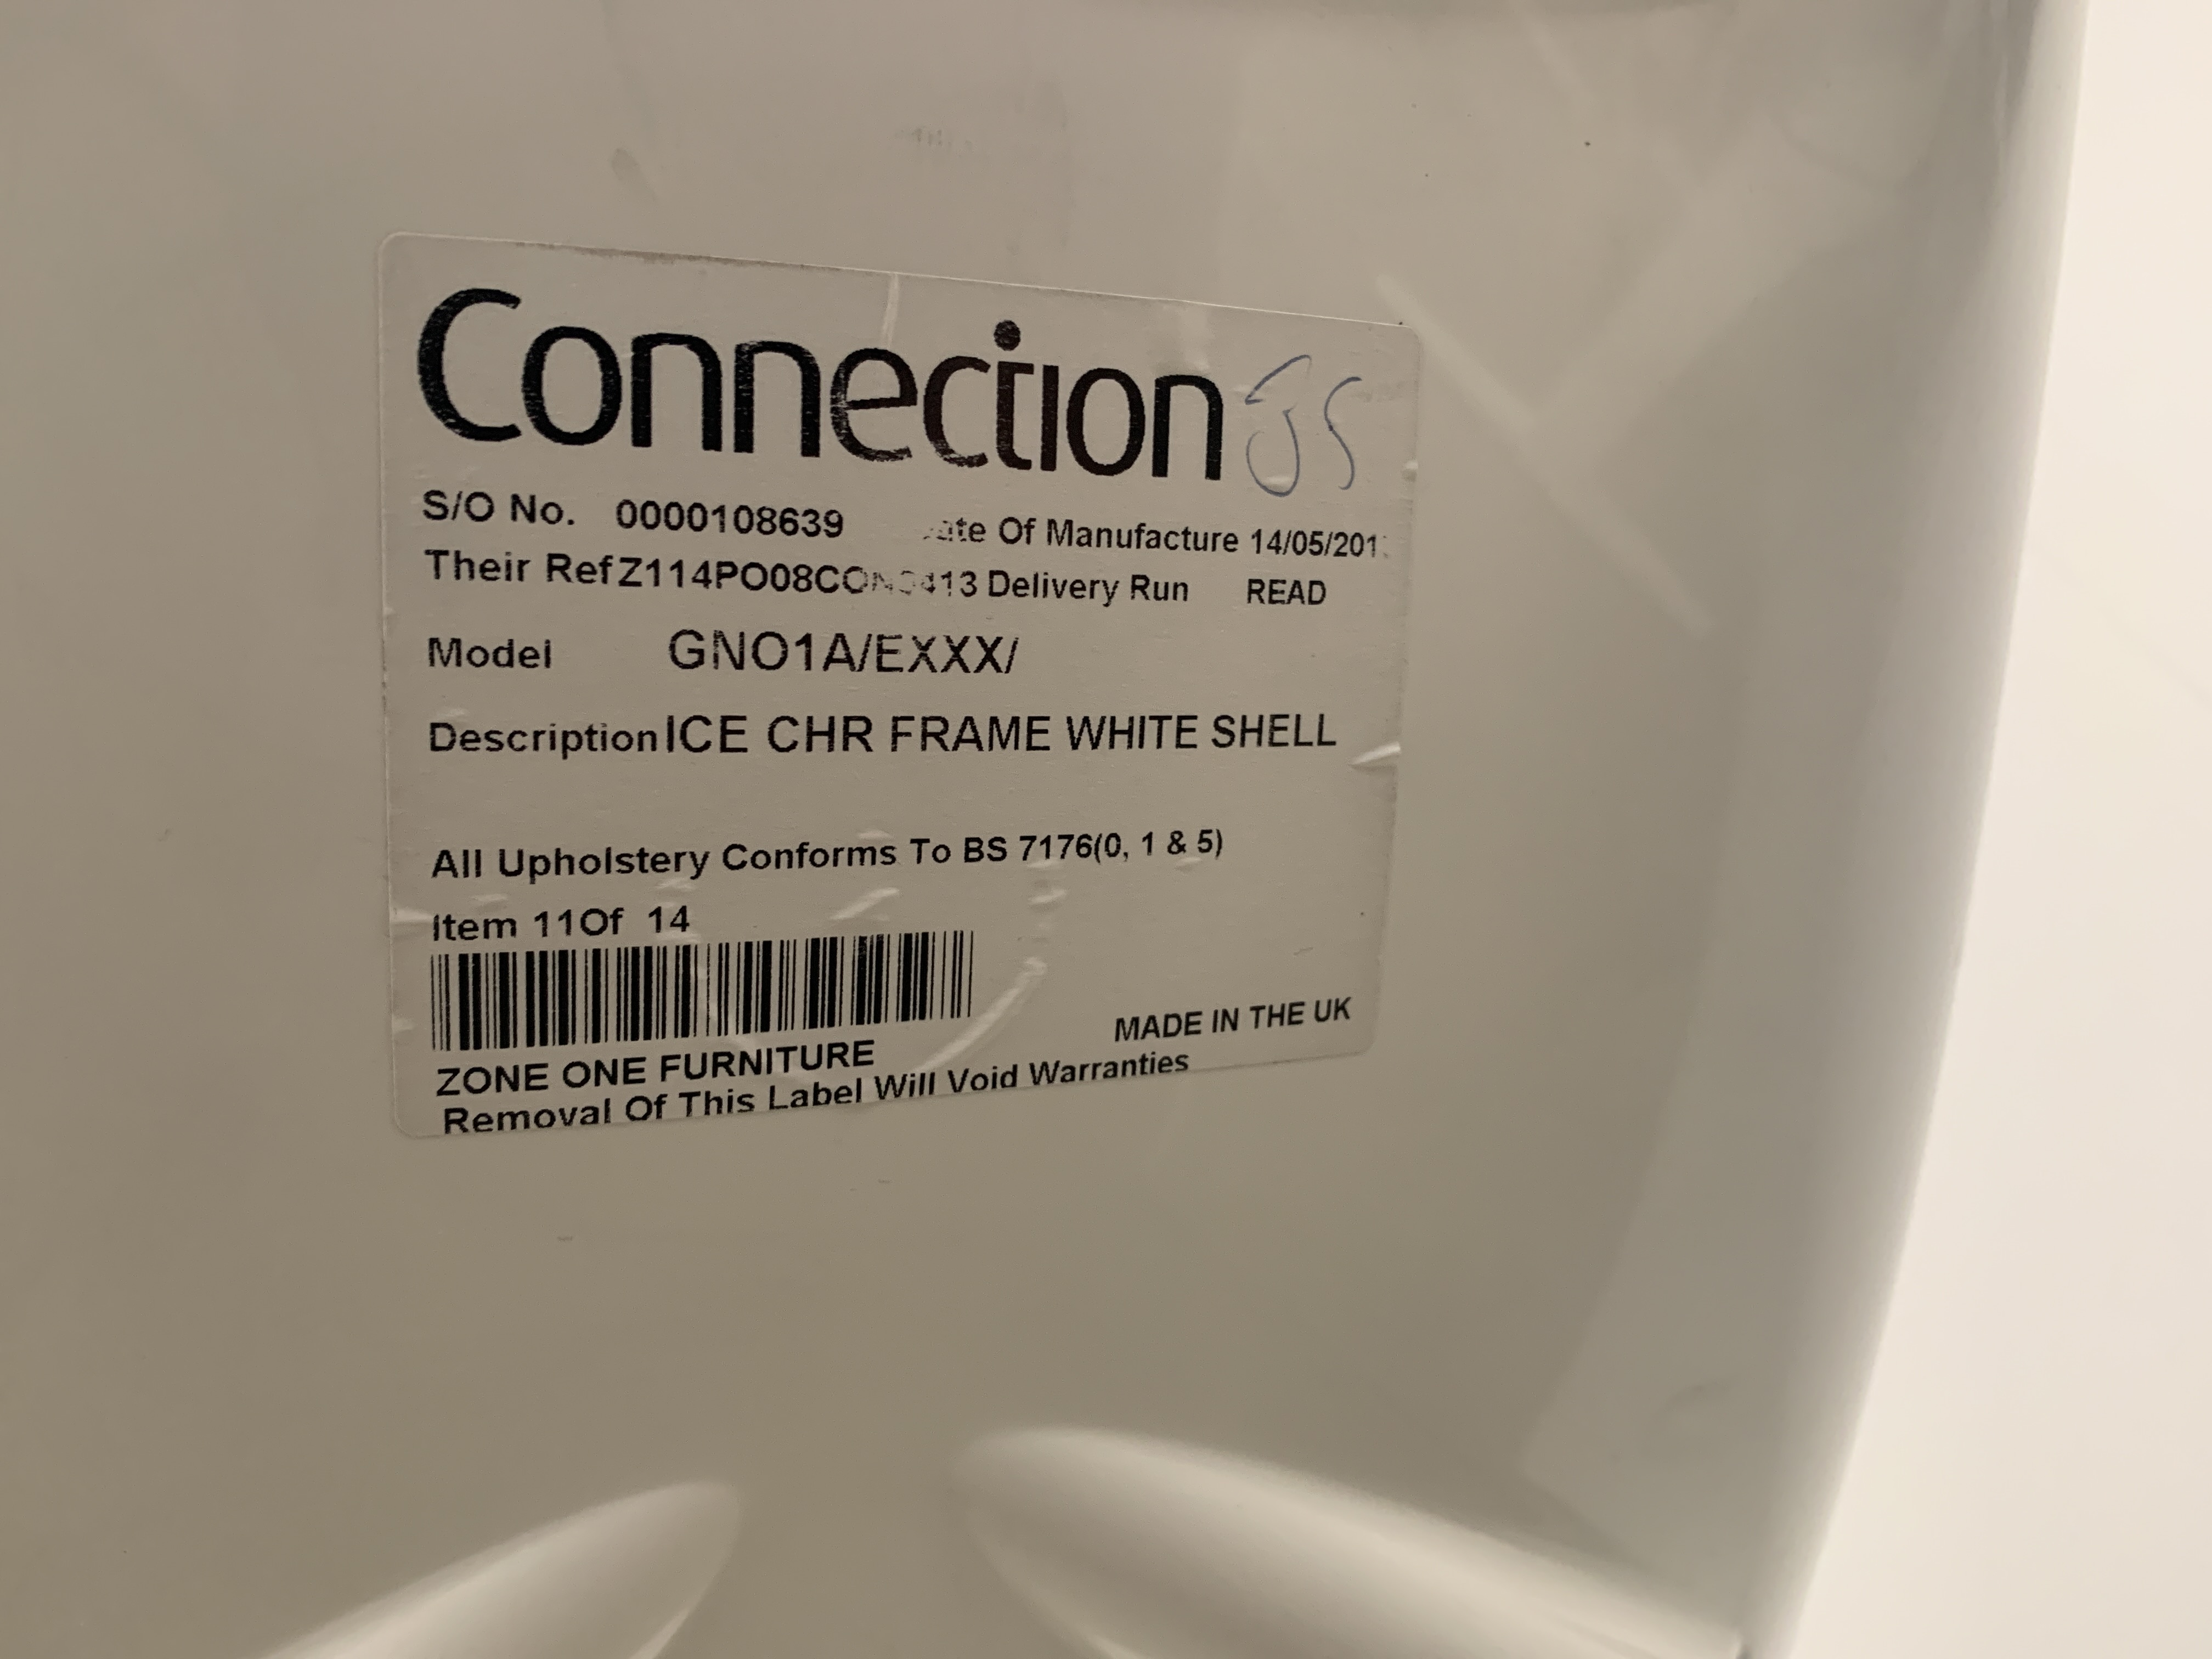 Connection JS
S/O No. 0000108639 Of Manufacture
Their Ref Delivery Run READ
Model GNO1A/EXXX/
Description ICE CHR FRAME WHITE SHELL
All Upholstery Conforms To BS 7176(0, 1 & 5)
Item 11Of 14
MADE IN THE UK
ZONE ONE FURNITURE
Removal Of This Label Will Void Warranties